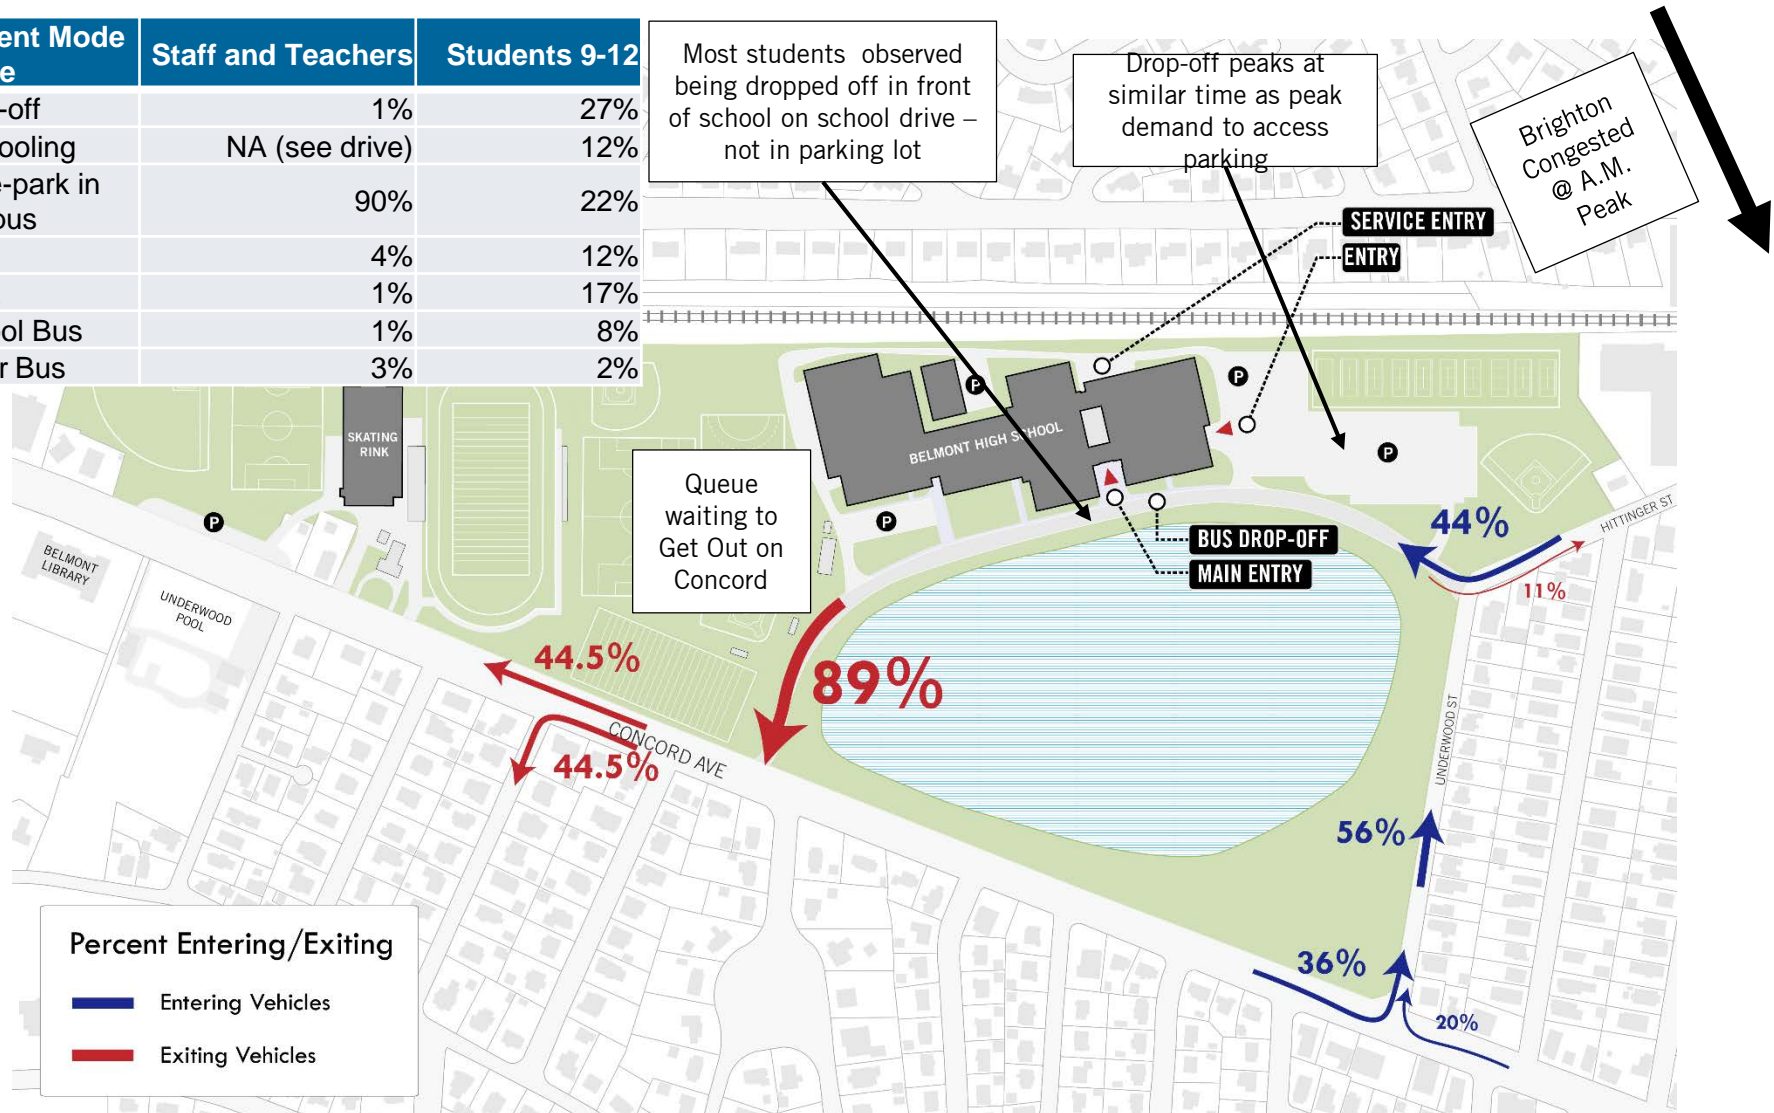 ent Mode
e
Staff and Teachers
Students 9-12
-off
1%
27%
ooling
NA (see drive)
12%
e-park in
ous
90%
22%
4%
12%
1%
17%
ol Bus
1%
8%
r Bus
3%
2%
Most students observed
being dropped off in front
of school on school drive –
not in parking lot
Drop-off peaks at
similar time as peak
demand to access
parking
Brighton
Congested
@ A.M.
Peak
SERVICE ENTRY
ENTRY
P
P
P
P
P
SKATING
RINK
BELMONT HIGH SCHOOL
Queue
waiting to
Get Out on
Concord
BUS DROP-OFF
MAIN ENTRY
44%
11%
HITTINGER ST
BELMONT
LIBRARY
UNDERWOOD
POOL
44.5%
89%
CONCORD AVE
44.5%
UNDERWOOD ST
56%
36%
20%
Percent Entering/Exiting
Entering Vehicles
Exiting Vehicles